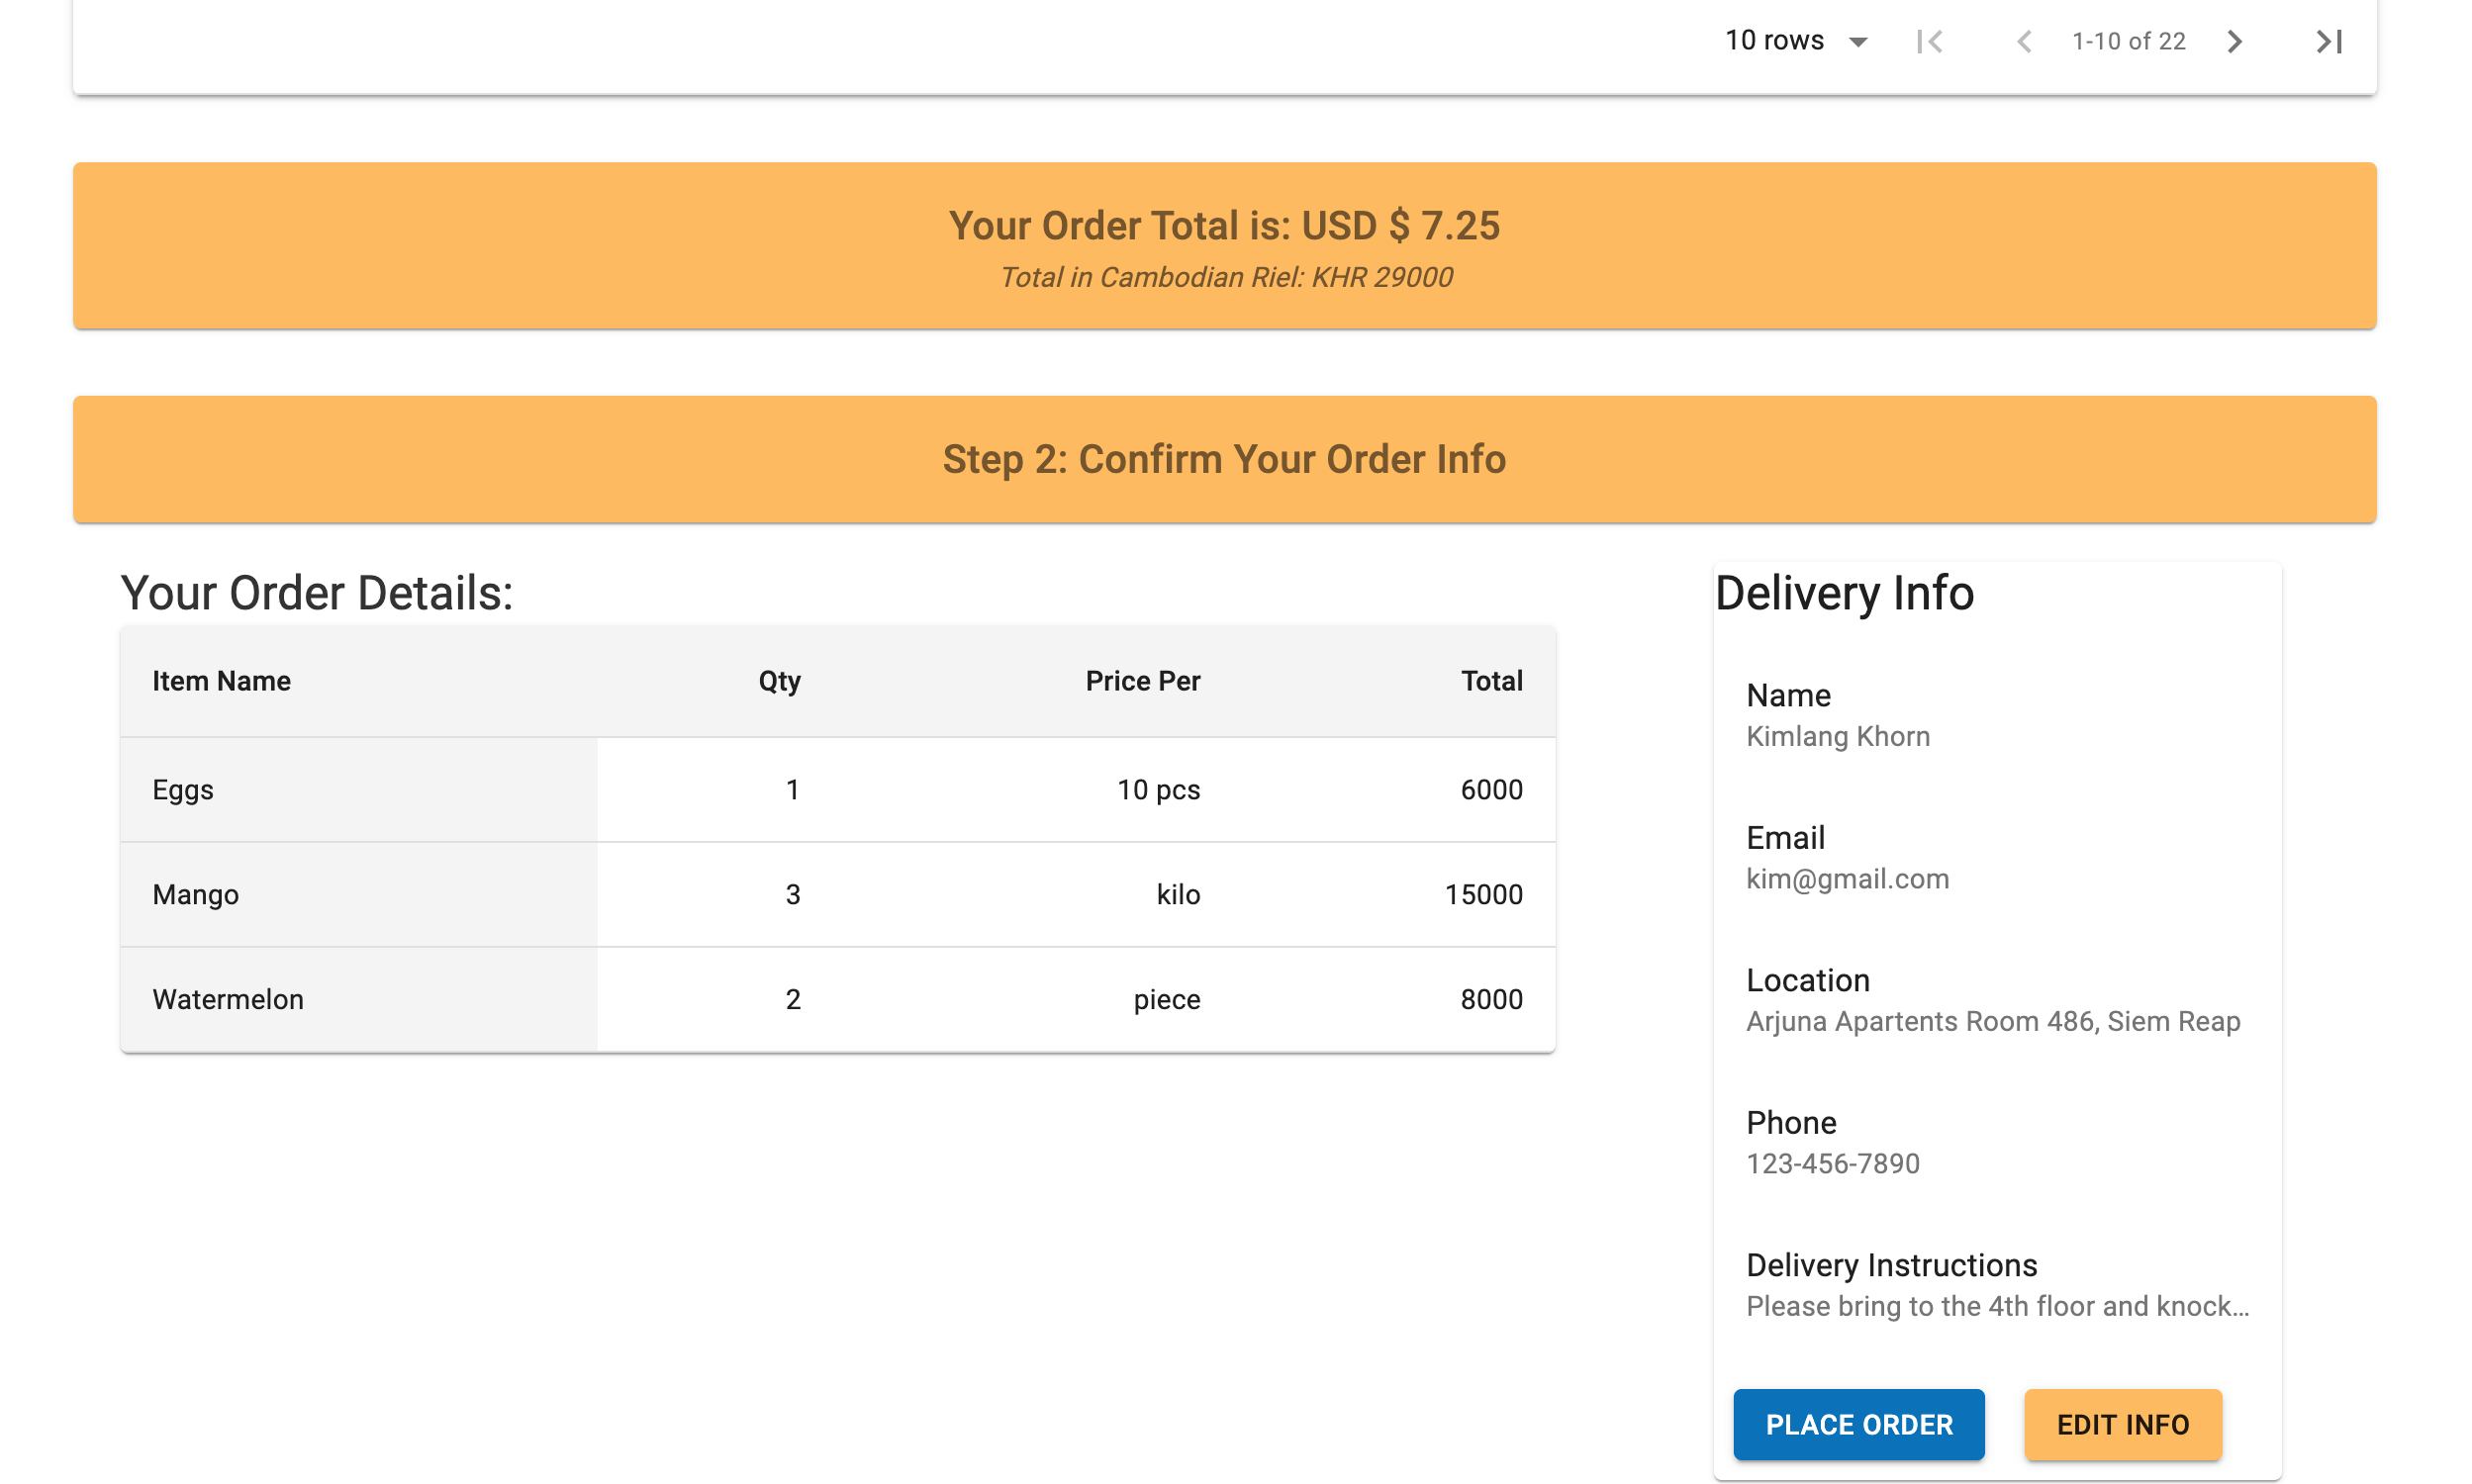 10 rows 1-10 of 22
Your Order Total is: USD $ 7.25
Total in Cambodian Riel: KHR 29000
Step 2: Confirm Your Order Info
Your Order Details:
Item Name Qty Price Per Total
Eggs 1 10 pcs 6000
Mango 3 kilo 15000
Watermelon 2 piece 8000
Delivery Info
Name
Kimlang Khorn
Email
kim@gmail.com
Location
Arjuna Apartents Room 486, Siem Reap
Phone
123-456-7890
Delivery Instructions
Please bring to the 4th floor and knock...
PLACE ORDER EDIT INFO